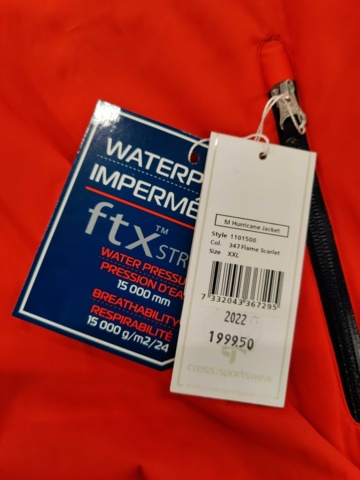 WATERP
IMPERMÉ
ftx™ STR
WATER PRESSU
PRESSION D'EA
15 000 mm
BREATHABILITY
RESPIRABILITÉ
15 000 g/m2/24
M Hurricane Jacket
Style 1101500
Col. 347 Flame Scarlet
Size XXL
7 332043 367295
2022
199950
cross sportswear